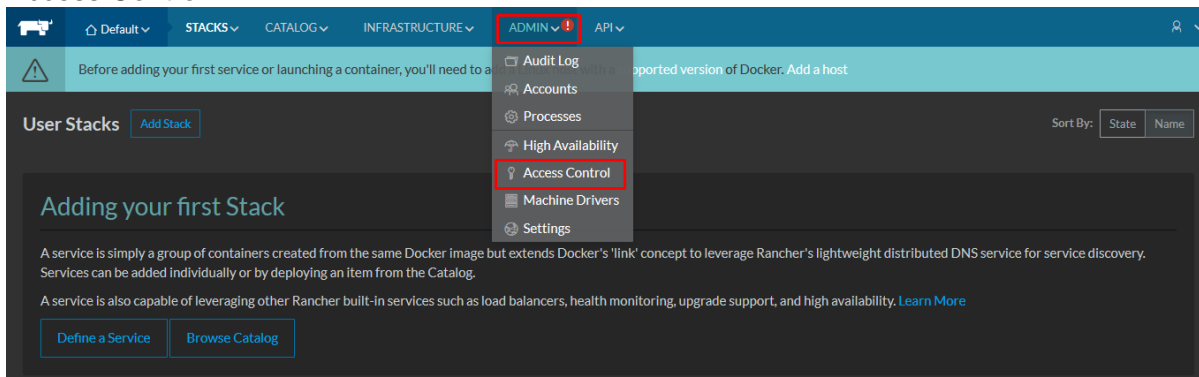 Default
STACKS
CATALOG
INFRASTRUCTURE
ADMIN
API
Before adding your first service or launching a container, you'll need to a
pported version of Docker. Add a host
Audit Log
Accounts
Processes
High Availability
Access Control
Machine Drivers
Settings
User Stacks
Add Stack
Sort By:
State
Name
Adding your first Stack
A service is simply a group of containers created from the same Docker image but extends Docker's 'link' concept to leverage Rancher's lightweight distributed DNS service for service discovery.
Services can be added individually or by deploying an item from the Catalog.
A service is also capable of leveraging other Rancher built-in services such as load balancers, health monitoring, upgrade support, and high availability. Learn More
Define a Service
Browse Catalog